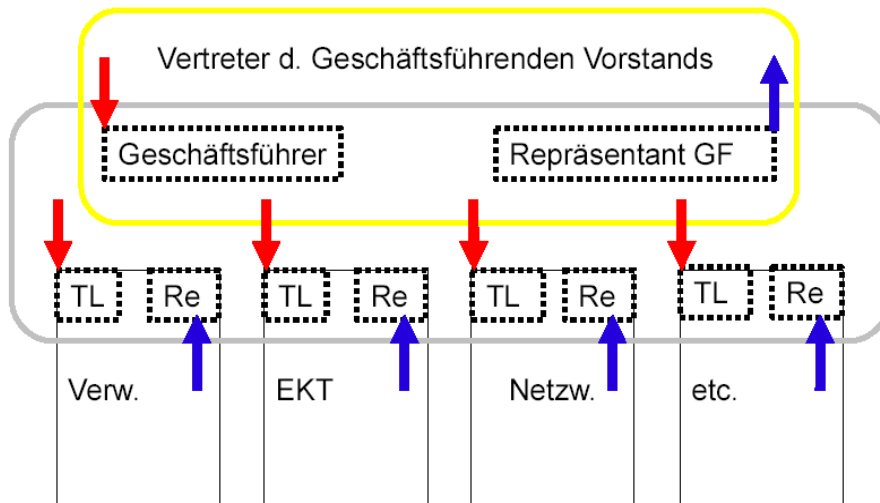 Vertreter d. Geschäftsführenden Vorstands
Geschäftsführer
Repräsentant GF
TL
Re
TL
Re
TL
Re
TL
Re
Verw.
EKT
Netzw.
etc.